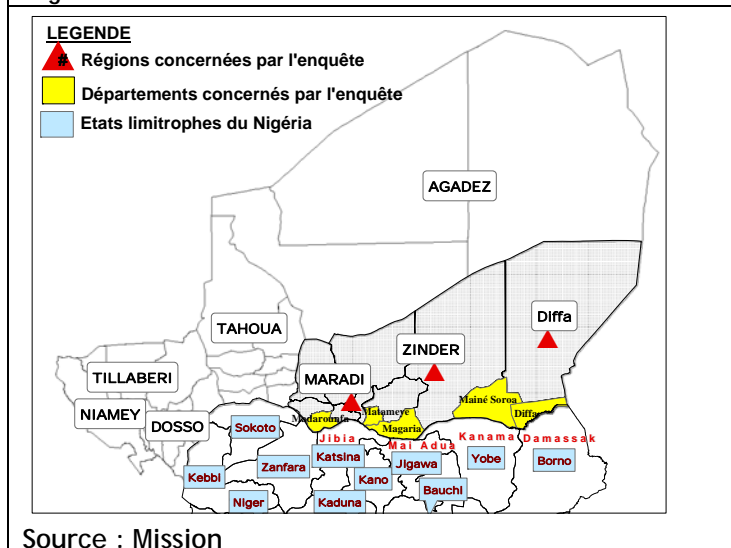 LEGENDE
# Régions concernées par l'enquête
Départements concernés par l'enquête
Etats limitrophes du Nigéria
AGADEZ
TAHOUA
Diffa
ZINDER
MARADI
TILLABERI
NIAMEY
DOSSO
Mainé Soroa
Diffa
Madarounfa
Matameye
Magaria
Jibia
Mai Adua
Kanama
Damassak
Sokoto
Katsina
Zanfara
Kebbi
Kano
Jigawa
Yobe
Borno
Niger
Kaduna
Bauchi
Source : Mission